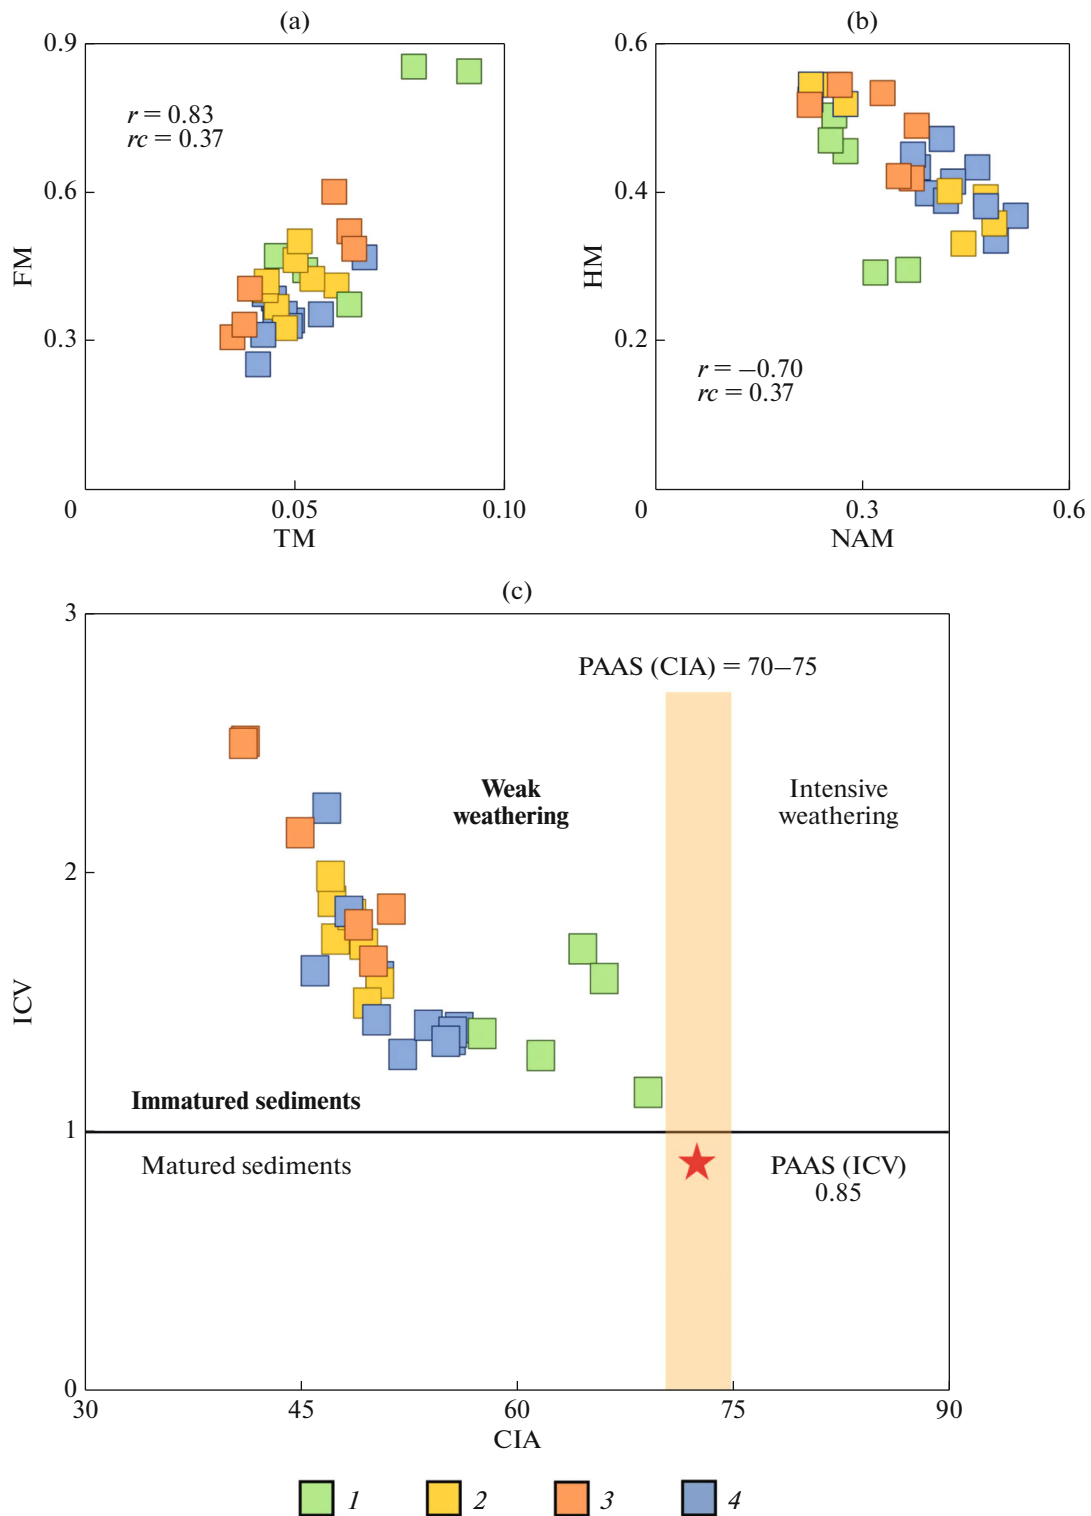 (a)
0.9
r = 0.83
rc = 0.37
0.6
FM
0.3
0
0.05
0.10
TM
(b)
0.6
0.4
HM
0.2
r = –0.70
rc = 0.37
0
0.3
0.6
NAM
(c)
3
PAAS (CIA) = 70–75
Weak
weathering
Intensive
weathering
2
ICV
Immatured sediments
1
Matured sediments
PAAS (ICV)
0.85
0
30
45
60
75
90
CIA
1
2
3
4